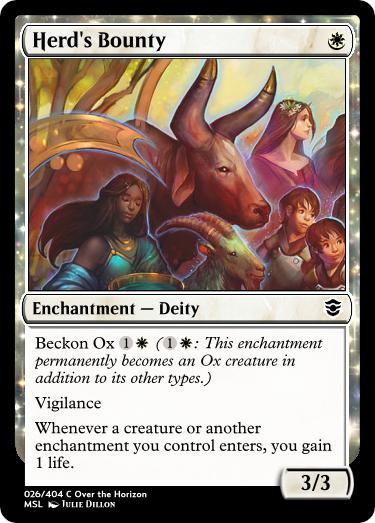 Herd's Bounty
Enchantment — Deity
Beckon Ox 1 (1: This enchantment
permanently becomes an Ox creature in
addition to its other types.)
Vigilance
Whenever a creature or another
enchantment you control enters, you gain
1 life.
3/3
026/404 C Over the Horizon
MSL Julie Dillon